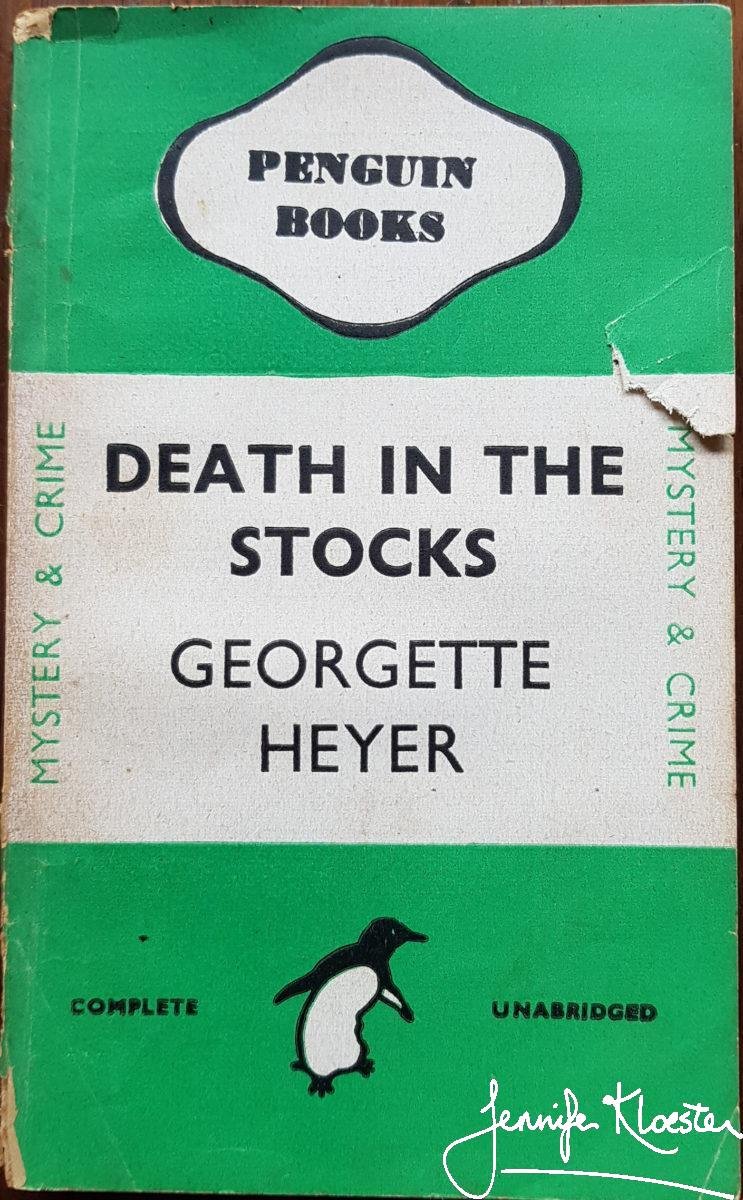 PENGUIN
BOOKS
MYSTERY & CRIME
DEATH IN THE
STOCKS
GEORGETTE
HEYER
MYSTERY & CRIME
COMPLETE
UNABRIDGED
Jennifer Kloester